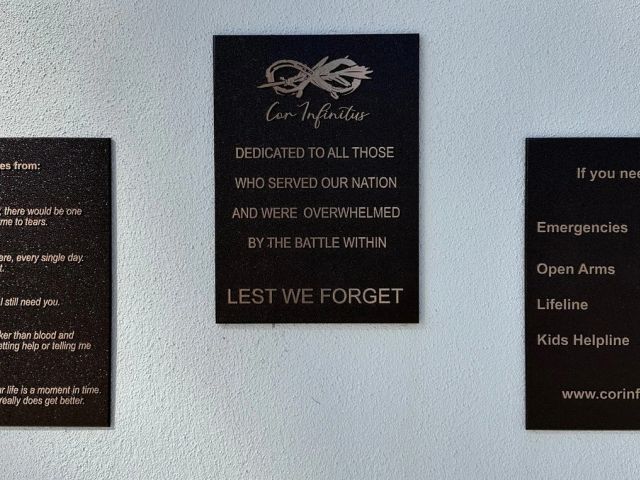 es from:
, there would be one
me to tears.
ere, every single day.
t.
I still need you.
ker than blood and
etting help or telling me
ur life is a moment in time.
really does get better.
Cor Infinitus
DEDICATED TO ALL THOSE
WHO SERVED OUR NATION
AND WERE OVERWHELMED
BY THE BATTLE WITHIN
LEST WE FORGET
If you nee
Emergencies
Open Arms
Lifeline
Kids Helpline
www.corinf